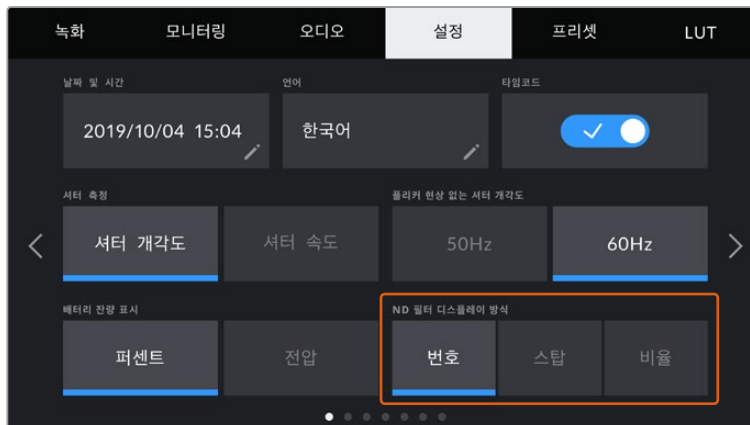 녹화 모니터링 오디오 설정 프리셋 LUT
날짜 및 시간 언어 타임코드
2019/10/04 15:04 한국어
셔터 측정 플리커 현상 없는 셔터 개각도
셔터 개각도 셔터 속도 50Hz 60Hz
배터리 잔량 표시 ND 필터 디스플레이 방식
퍼센트 전압 번호 스탑 비율